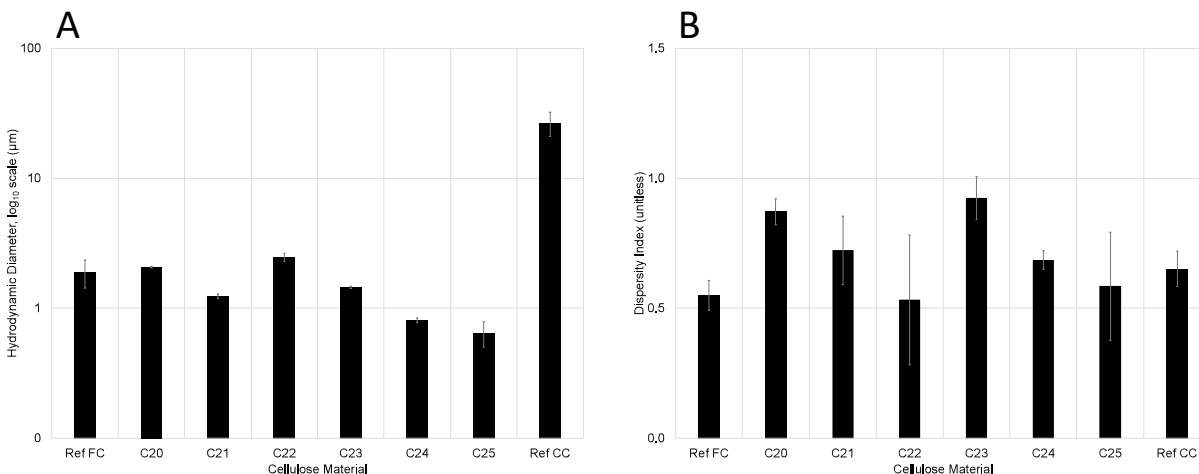 A
Hydrodynamic Diameter, log₁₀ scale (µm)
100
10
1
0
Ref FC C20 C21 C22 C23 C24 C25 Ref CC
Cellulose Material
B
Dispersity Index (unitless)
1.5
1.0
0.5
0.0
Ref FC C20 C21 C22 C23 C24 C25 Ref CC
Cellulose Material